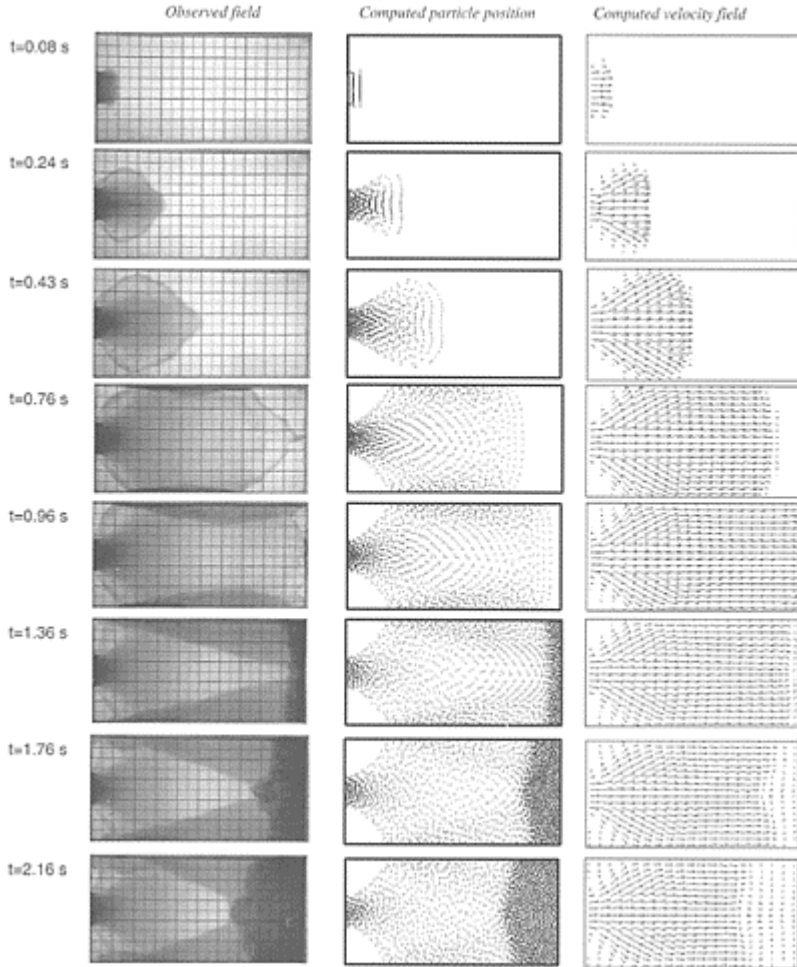 Observed field Computed particle position Computed velocity field
t=0.08 s
t=0.24 s
t=0.43 s
t=0.76 s
t=0.96 s
t=1.36 s
t=1.76 s
t=2.16 s